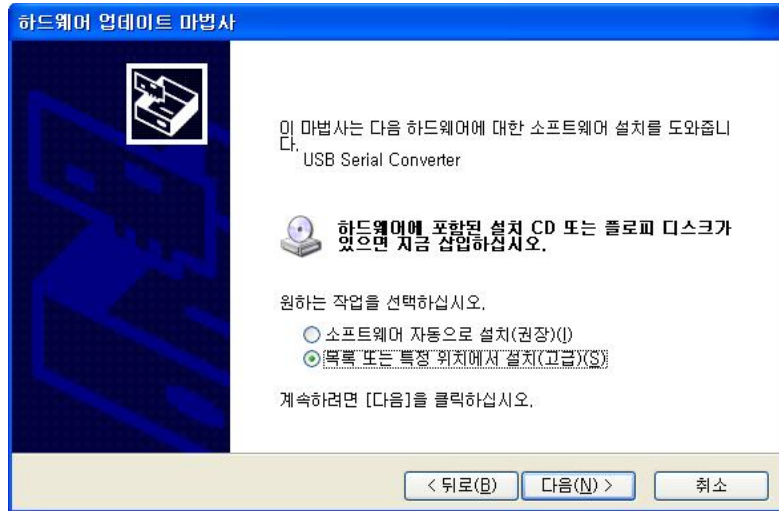 하드웨어 업데이트 마법사
이 마법사는 다음 하드웨어에 대한 소프트웨어 설치를 도와줍니
다.
USB Serial Converter
하드웨어에 포함된 설치 CD 또는 플로피 디스크가
있으면 지금 삽입하십시오.
원하는 작업을 선택하십시오.
소프트웨어 자동으로 설치(권장)(I)
목록 또는 특정 위치에서 설치(고급)(S)
계속하려면 [다음]을 클릭하십시오.
< 뒤로(B) 다음(N) > 취소